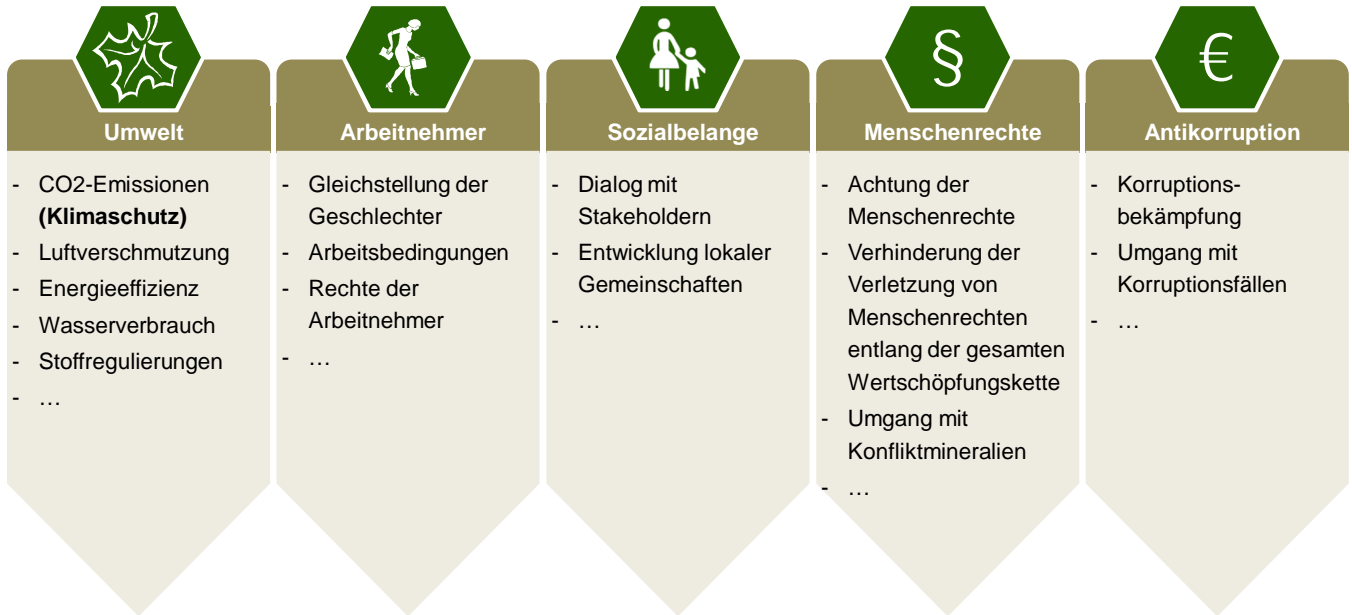 §
€
Umwelt
- CO2-Emissionen
(Klimaschutz)
- Luftverschmutzung
- Energieeffizienz
- Wasserverbrauch
- Stoffregulierungen
- …
Arbeitnehmer
- Gleichstellung der
Geschlechter
- Arbeitsbedingungen
- Rechte der
Arbeitnehmer
- …
Sozialbelange
- Dialog mit
Stakeholdern
- Entwicklung lokaler
Gemeinschaften
- …
Menschenrechte
- Achtung der
Menschenrechte
- Verhinderung der
Verletzung von
Menschenrechten
entlang der gesamten
Wertschöpfungskette
- Umgang mit
Konfliktmineralien
- …
Antikorruption
- Korruptions-
bekämpfung
- Umgang mit
Korruptionsfällen
- …